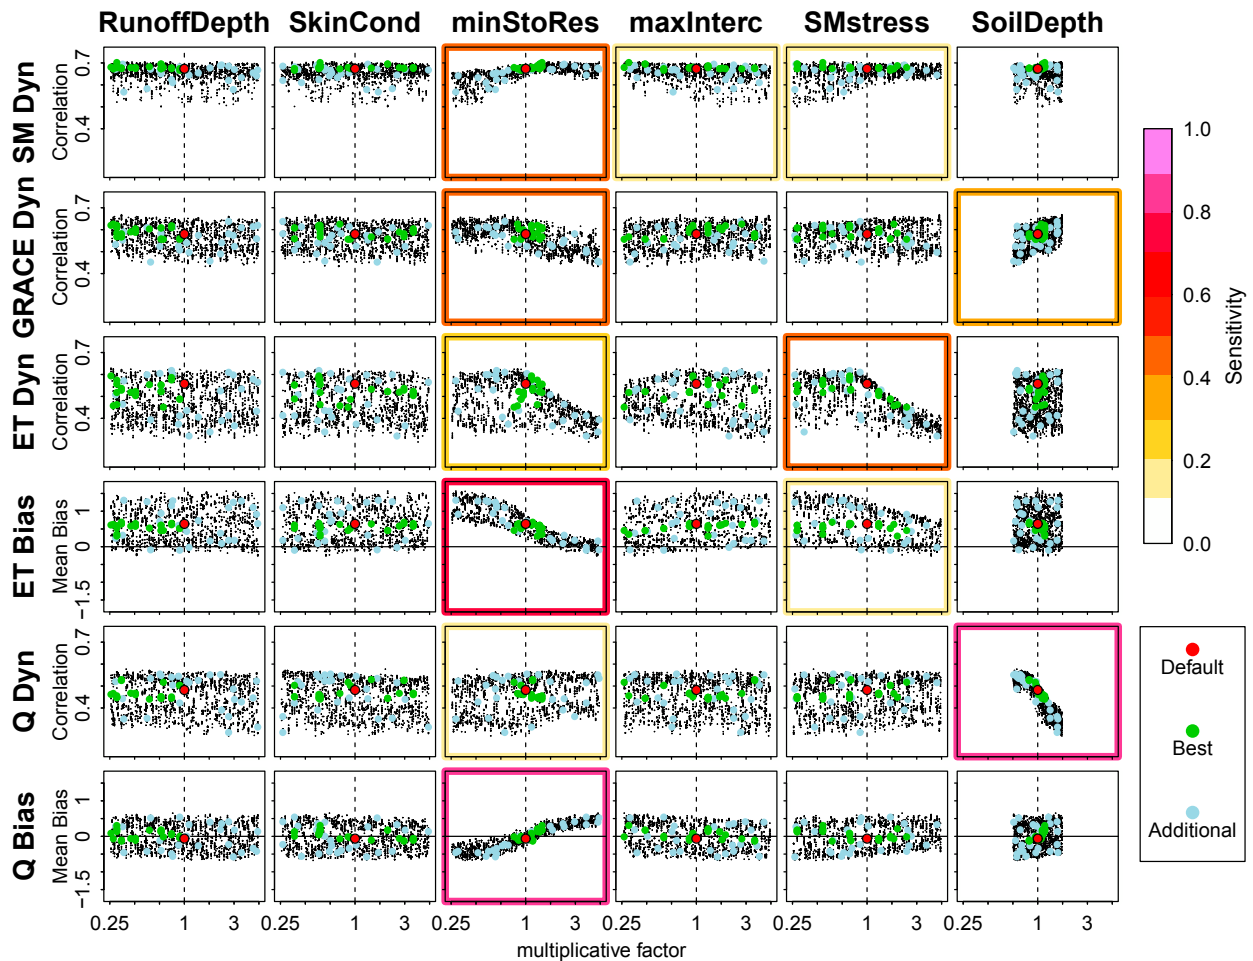 RunoffDepth SkinCond minStoRes maxInterc SMstress SoilDepth
SM Dyn
Correlation
0.7
0.4
GRACE Dyn
Correlation
0.7
0.4
ET Dyn
Correlation
0.7
0.4
ET Bias
Mean Bias
1
0
−1.5
Q Dyn
Correlation
0.7
0.4
Q Bias
Mean Bias
1
0
−1.5
0.25 1 3 0.25 1 3 0.25 1 3 0.25 1 3 0.25 1 3 0.25 1 3
multiplicative factor
1.0
0.8
0.6
0.4
0.2
0.0
Sensitivity
Default
Best
Additional